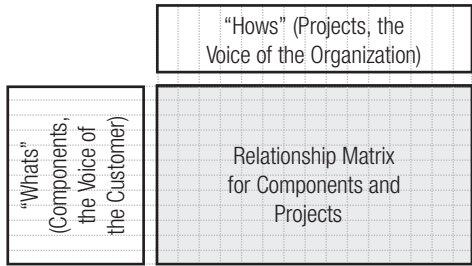 “Hows” (Projects, the
Voice of the Organization)
“Whats”
(Components,
the Voice of
the Customer)
Relationship Matrix
for Components and
Projects